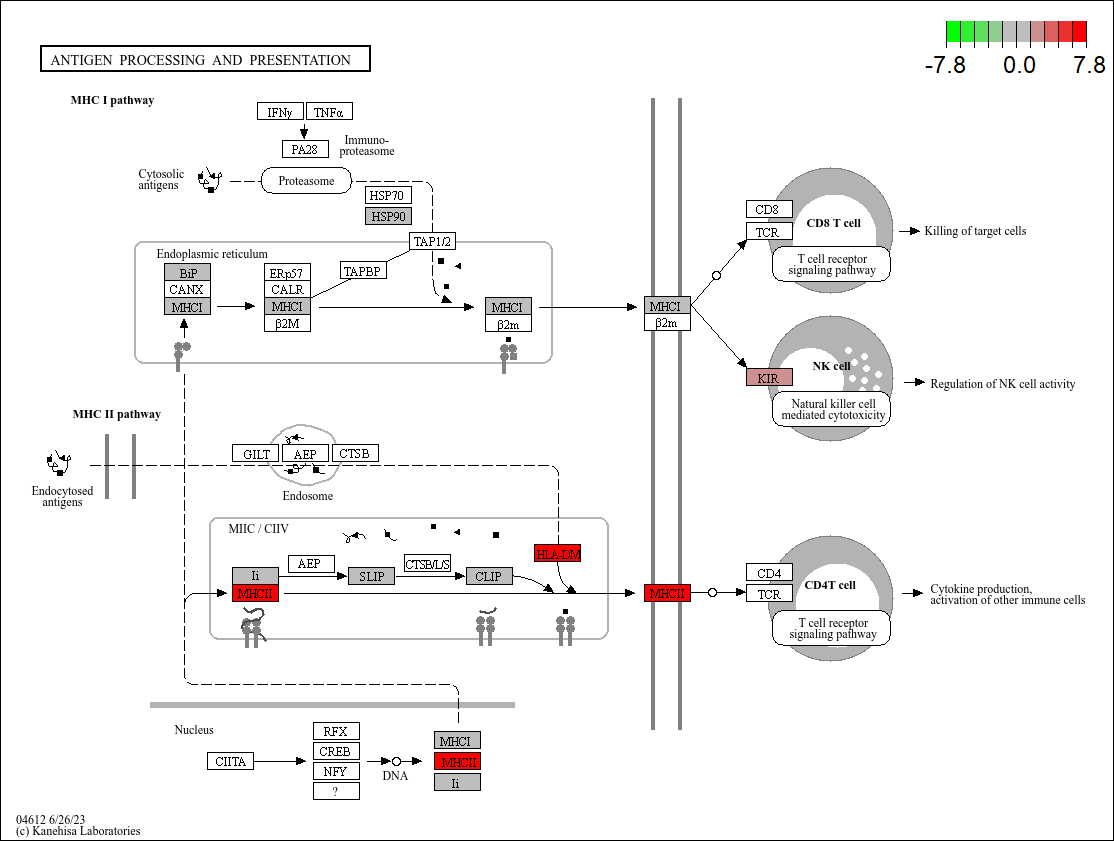 -7.8 0.0 7.8
ANTIGEN PROCESSING AND PRESENTATION
MHC I pathway
IFNγ TNFα
PA28
Immuno-
proteasome
Cytosolic
antigens
Proteasome
HSP70
HSP90
TAP1/2
Endoplasmic reticulum
BiP
CANX
MHCI
ERp57
CALR
MHCI
β2M
TAPBP
MHCI
β2m
MHCI
β2m
CD8
TCR
CD8 T cell
T cell receptor
signaling pathway
Killing of target cells
KIR
NK cell
Natural killer cell
mediated cytotoxicity
Regulation of NK cell activity
MHC II pathway
Endocytosed
antigens
GILT AEP CTSB
Endosome
MIIC / CIIV
Ii
MHCII
AEP
SLIP
CTSB/L/S
CLIP
HLA-DM
MHCII
CD4
TCR
CD4T cell
T cell receptor
signaling pathway
Cytokine production,
activation of other immune cells
Nucleus
CIITA
RFX
CREB
NFY
?
DNA
MHCI
MHCII
Ii
04612 6/26/23
(c) Kanehisa Laboratories